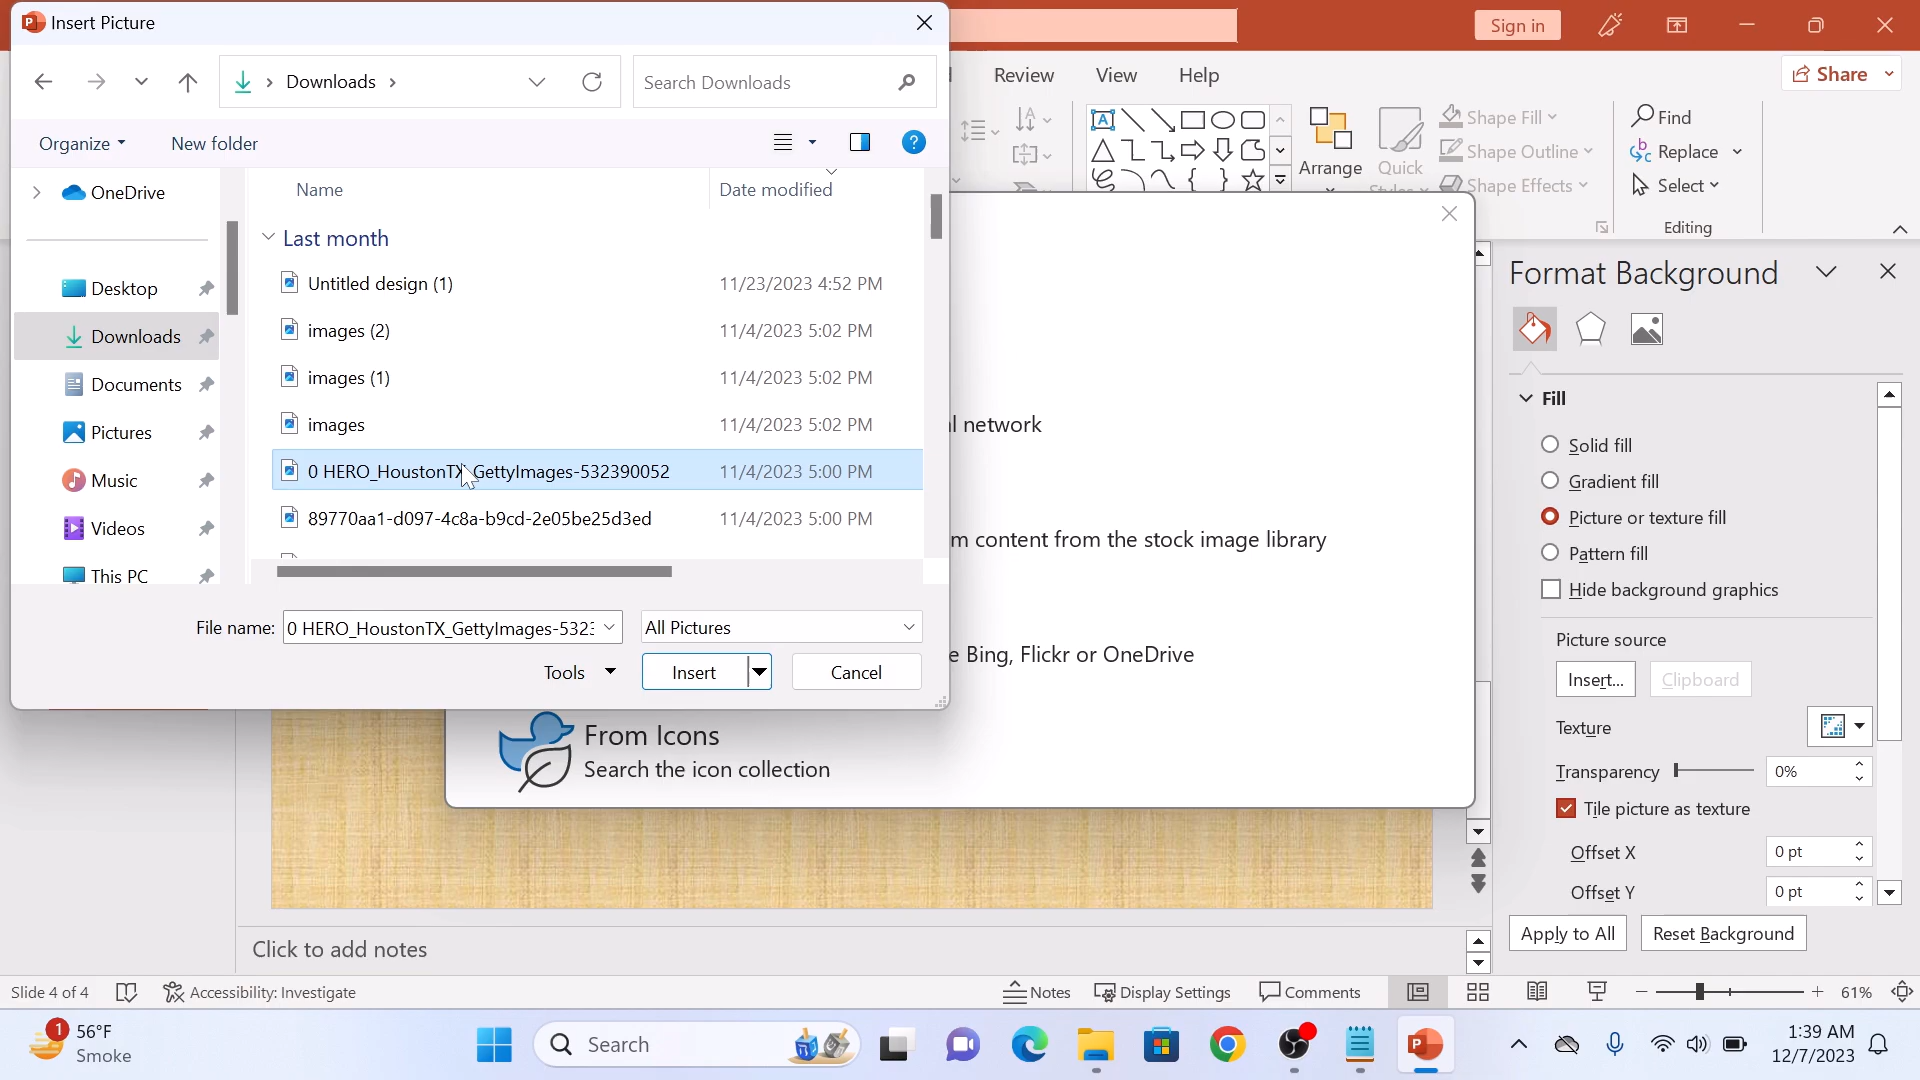 Insert Picture
Sign in
Downloads
Search Downloads
Review
View
Help
Share
Organize
New folder
Arrange
Quick
Shape Fill
Shape Outline
Shape Effects
Find
Replace
Select
Editing
OneDrive
Desktop
Downloads
Documents
Pictures
Music
Videos
This PC
Name
Date modified
Last month
Untitled design (1) 11/23/2023 4:52 PM
images (2) 11/4/2023 5:02 PM
images (1) 11/4/2023 5:02 PM
images 11/4/2023 5:02 PM
0 HERO_HoustonTX_GettyImages-532390052 11/4/2023 5:00 PM
89770aa1-d097-4c8a-b9cd-2e05be25d3ed 11/4/2023 5:00 PM
File name: 0 HERO_HoustonTX_GettyImages-532
All Pictures
Tools
Insert
Cancel
network
content from the stock image library
Bing, Flickr or OneDrive
From Icons
Search the icon collection
Format Background
Fill
Solid fill
Gradient fill
Picture or texture fill
Pattern fill
Hide background graphics
Picture source
Insert...
Clipboard
Texture
Transparency 0%
Tile picture as texture
Offset X 0 pt
Offset Y 0 pt
Apply to All
Reset Background
Click to add notes
Slide 4 of 4
Accessibility: Investigate
Notes
Display Settings
Comments
61%
1
56°F
Smoke
Search
1:39 AM
12/7/2023